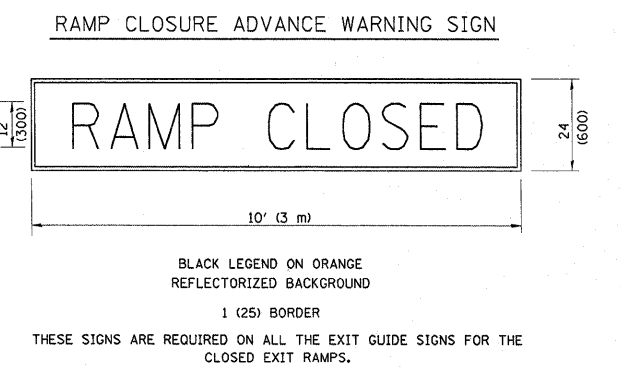 RAMP CLOSURE ADVANCE WARNING SIGN
RAMP CLOSED
12
(300)
24
(600)
10' (3 m)
BLACK LEGEND ON ORANGE
REFLECTORIZED BACKGROUND
1 (25) BORDER
THESE SIGNS ARE REQUIRED ON ALL THE EXIT GUIDE SIGNS FOR THE
CLOSED EXIT RAMPS.